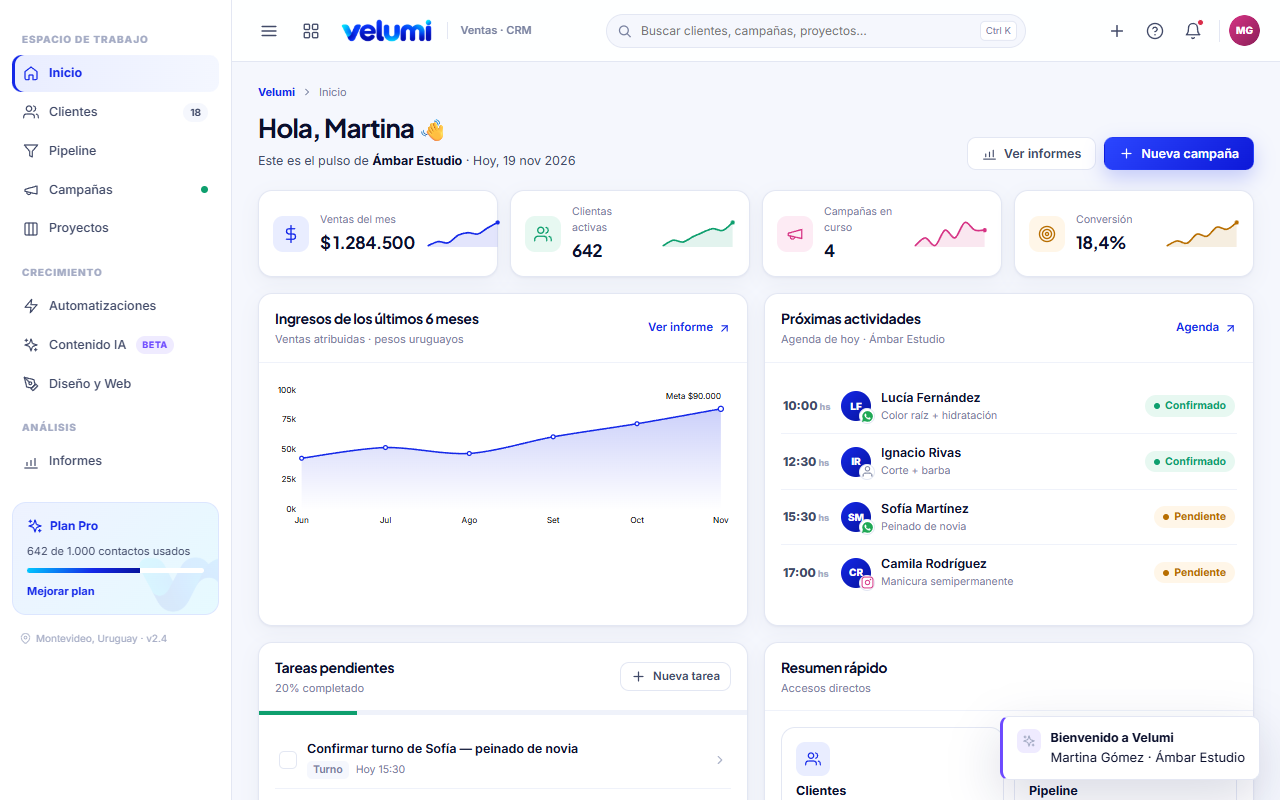 ESPACIO DE TRABAJO
Inicio
Clientes 18
Pipeline
Campañas
Proyectos
CRECIMIENTO
Automatizaciones
Contenido IA BETA
Diseño y Web
ANÁLISIS
Informes
Plan Pro
642 de 1.000 contactos usados
Mejorar plan
Montevideo, Uruguay · v2.4
velumi Ventas · CRM
Buscar clientes, campañas, proyectos... Ctrl K
MG
Velumi > Inicio
Hola, Martina 👋
Este es el pulso de Ámbar Estudio · Hoy, 19 nov 2026
Ver informes
Nueva campaña
Ventas del mes
$1.284.500
Clientas
activas
642
Campañas en
curso
4
Conversión
18,4%
Ingresos de los últimos 6 meses
Ventas atribuidas · pesos uruguayos
Ver informe
100k
75k
50k
25k
0k
Meta $90.000
Jun Jul Ago Set Oct Nov
Próximas actividades
Agenda de hoy · Ámbar Estudio
Agenda
10:00 hs LF Lucía Fernández Confirmado
Color raíz + hidratación
12:30 hs IR Ignacio Rivas Confirmado
Corte + barba
15:30 hs SM Sofía Martínez Pendiente
Peinado de novia
17:00 hs CR Camila Rodríguez Pendiente
Manicura semipermanente
Tareas pendientes
20% completado
Nueva tarea
Confirmar turno de Sofía — peinado de novia
Turno Hoy 15:30
Resumen rápido
Accesos directos
Clientes
Pipeline
Bienvenido a Velumi
Martina Gómez · Ámbar Estudio